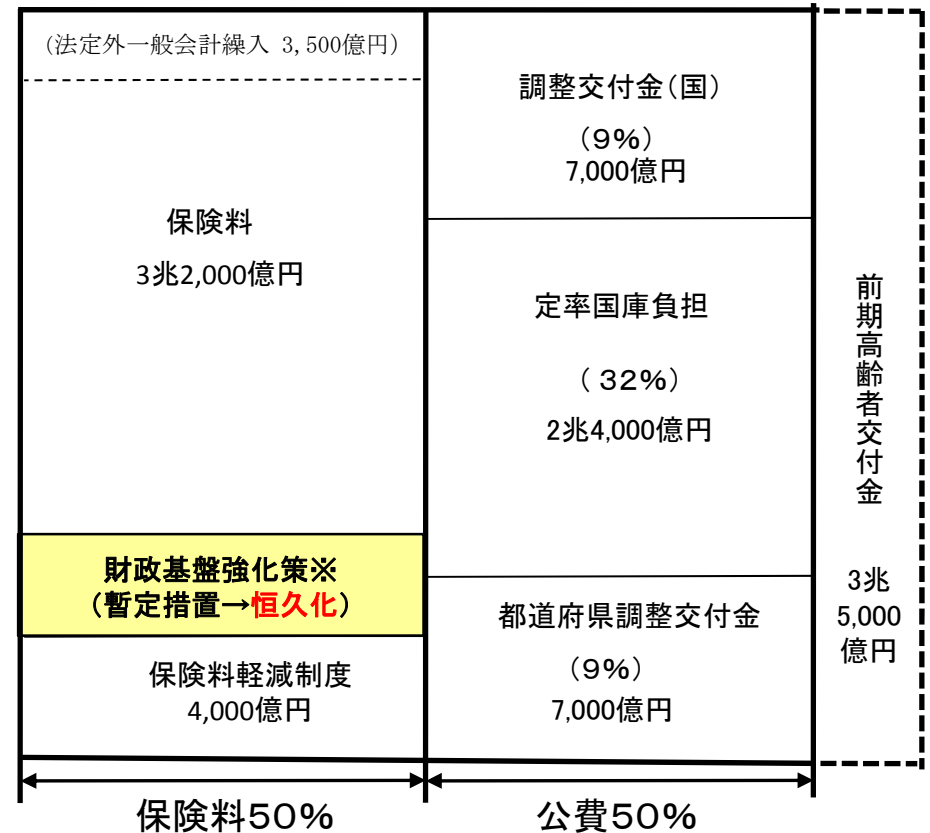 (法定外一般会計繰入 3,500億円)
保険料
3兆2,000億円
財政基盤強化策※
(暫定措置→恒久化)
保険料軽減制度
4,000億円
調整交付金(国)
(9%)
7,000億円
定率国庫負担
(32%)
2兆4,000億円
都道府県調整交付金
(9%)
7,000億円
前期高齢者交付金
3兆
5,000
億円
保険料50%
公費50%